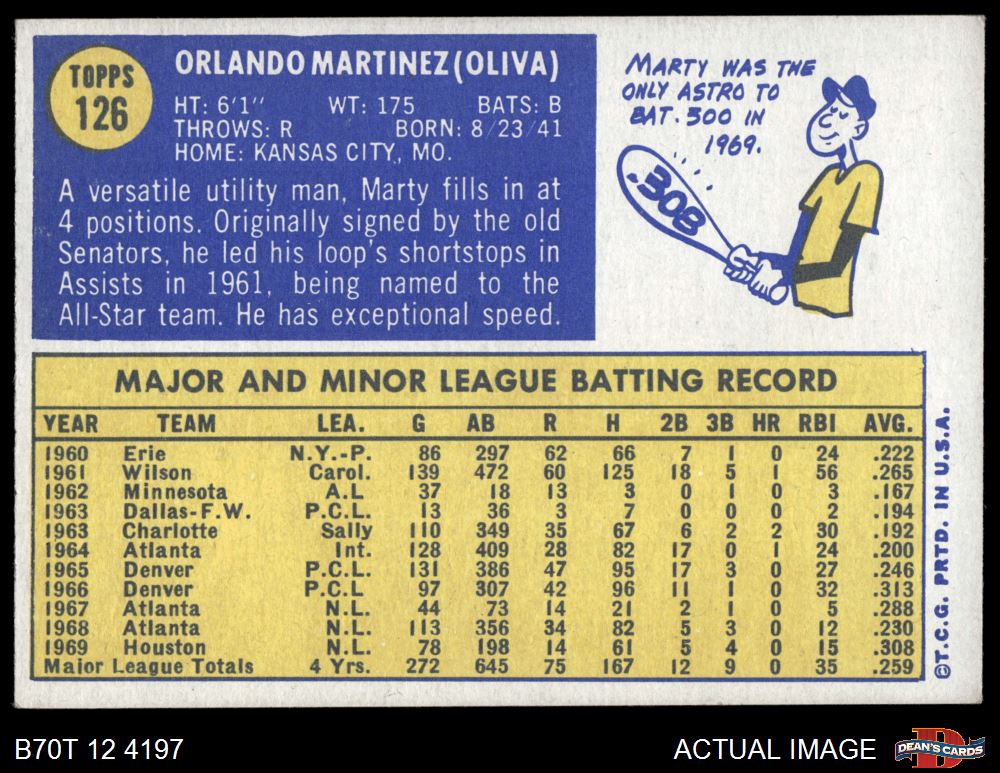 TOPPS
126
ORLANDO MARTINEZ (OLIVA)
HT: 6'1" WT: 175 BATS: B
THROWS: R BORN: 8/23/41
HOME: KANSAS CITY, MO.
A versatile utility man, Marty fills in at
4 positions. Originally signed by the old
Senators, he led his loop's shortstops in
Assists in 1961, being named to the
All-Star team. He has exceptional speed.
MARTY WAS THE
ONLY ASTRO TO
BAT .300 IN
1969.
.308
MAJOR AND MINOR LEAGUE BATTING RECORD
YEAR TEAM LEA. G AB R H 2B 3B HR RBI AVG.
1960 Erie N.Y.-P. 86 297 62 66 7 1 0 24 .222
1961 Wilson Carol. 139 472 60 125 18 5 1 56 .265
1962 Minnesota A.L 37 18 13 3 0 1 0 3 .167
1963 Dallas-F.W. P.C.L. 13 36 3 7 0 0 0 2 .194
1963 Charlotte Sally 110 349 35 67 6 2 2 30 .192
1964 Atlanta Int. 128 409 28 82 17 0 1 24 .200
1965 Denver P.C.L. 131 386 47 95 17 3 0 27 .246
1966 Denver P.C.L 97 307 42 96 11 1 0 32 .313
1967 Atlanta N.L. 44 73 14 21 2 1 0 5 .288
1968 Atlanta N.L. 113 356 34 82 5 3 0 12 .230
1969 Houston N.L. 78 198 14 61 5 4 0 15 .308
Major League Totals 4 Yrs. 272 645 75 167 12 9 0 35 .259
©T.C.G. PRTD. IN U.S.A.
B70T 12 4197
ACTUAL IMAGE
D
DEAN'S CARDS